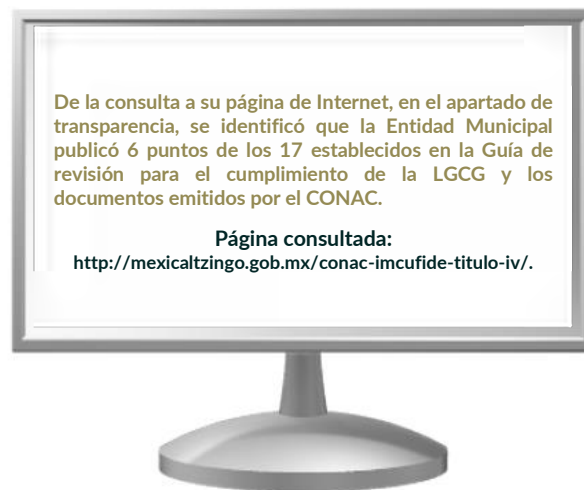 De la consulta a su página de Internet, en el apartado de
transparencia, se identificó que la Entidad Municipal
publicó 6 puntos de los 17 establecidos en la Guía de
revisión para el cumplimiento de la LGCG y los
documentos emitidos por el CONAC.
Página consultada:
http://mexicaltzingo.gob.mx/conac-imcufide-titulo-iv/.